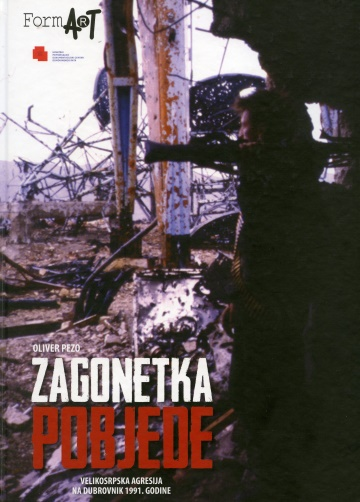 FormART
OLIVER PEZO
ZAGONETKA
POBJEDE
VELIKOSRPSKA AGRESIJA
NA DUBROVNIK 1991. GODINE